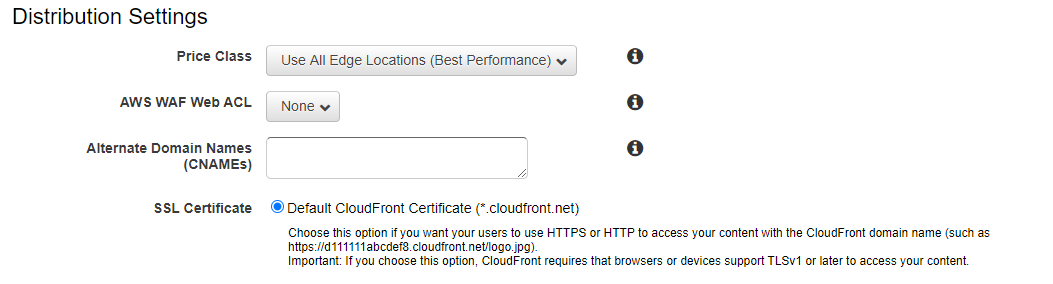 Distribution Settings
Price Class
Use All Edge Locations (Best Performance)
AWS WAF Web ACL
None
Alternate Domain Names
(CNAMEs)
SSL Certificate
Default CloudFront Certificate (*.cloudfront.net)
Choose this option if you want your users to use HTTPS or HTTP to access your content with the CloudFront domain name (such as
https://d111111abcdef8.cloudfront.net/logo.jpg).
Important: If you choose this option, CloudFront requires that browsers or devices support TLSv1 or later to access your content.